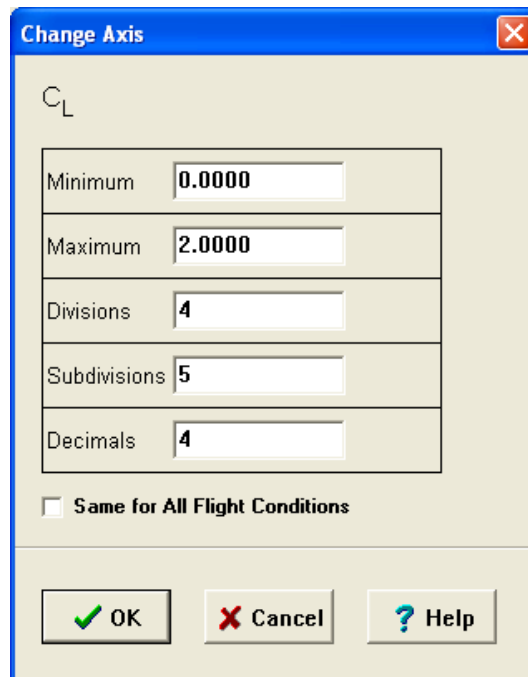 Change Axis
CL
Minimum 0.0000
Maximum 2.0000
Divisions 4
Subdivisions 5
Decimals 4
Same for All Flight Conditions
OK Cancel ? Help